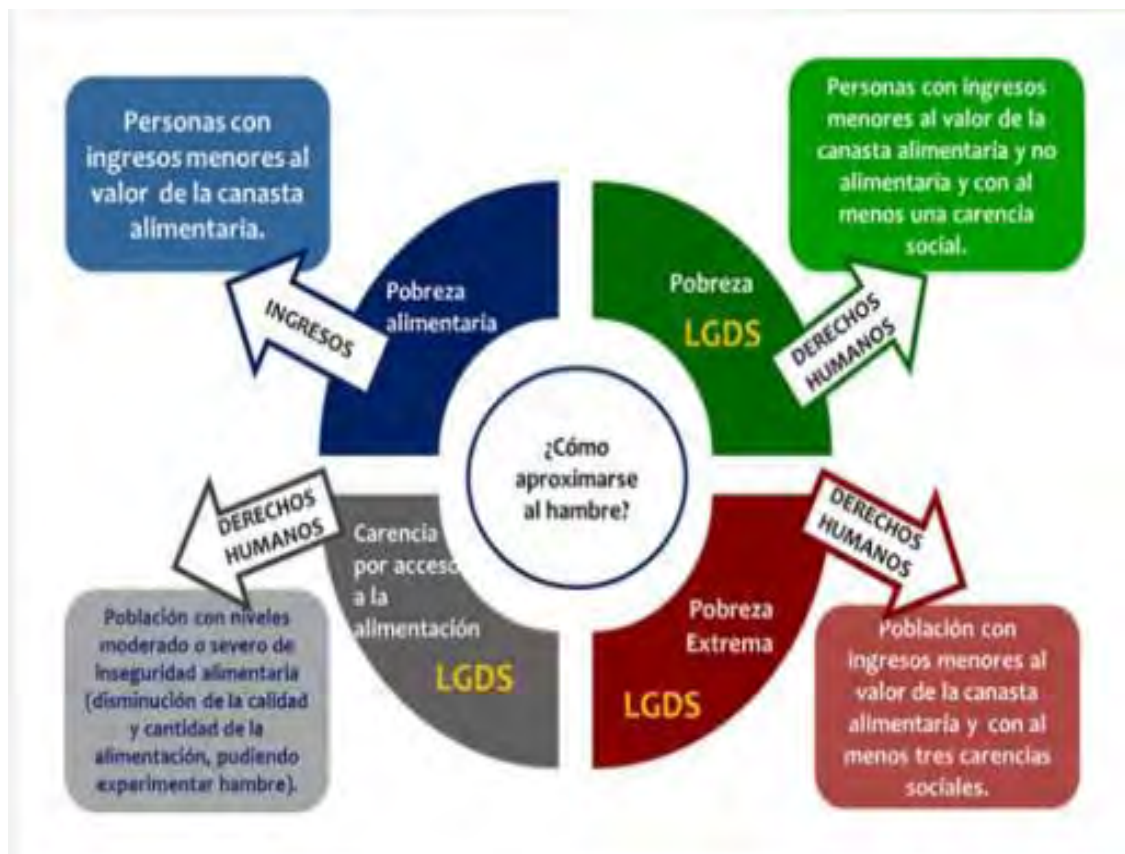 Personas con
ingresos menores al
valor de la canasta
alimentaria.
INGRESOS
Pobreza
alimentaria
Personas con ingresos
menores al valor de la
canasta alimentaria y no
alimentaria y con al
menos una carencia
social.
DERECHOS
HUMANOS
Pobreza
LGDS
¿Cómo
aproximarse
al hambre?
DERECHOS
HUMANOS
Carencia
por acceso
a la
alimentación
LGDS
Población con niveles
moderado o severo de
inseguridad alimentaria
(disminución de la calidad
y cantidad de la
alimentación, pudiendo
experimentar hambre).
DERECHOS
HUMANOS
Pobreza
Extrema
LGDS
Población con
ingresos menores al
valor de la canasta
alimentaria y con al
menos tres carencias
sociales.